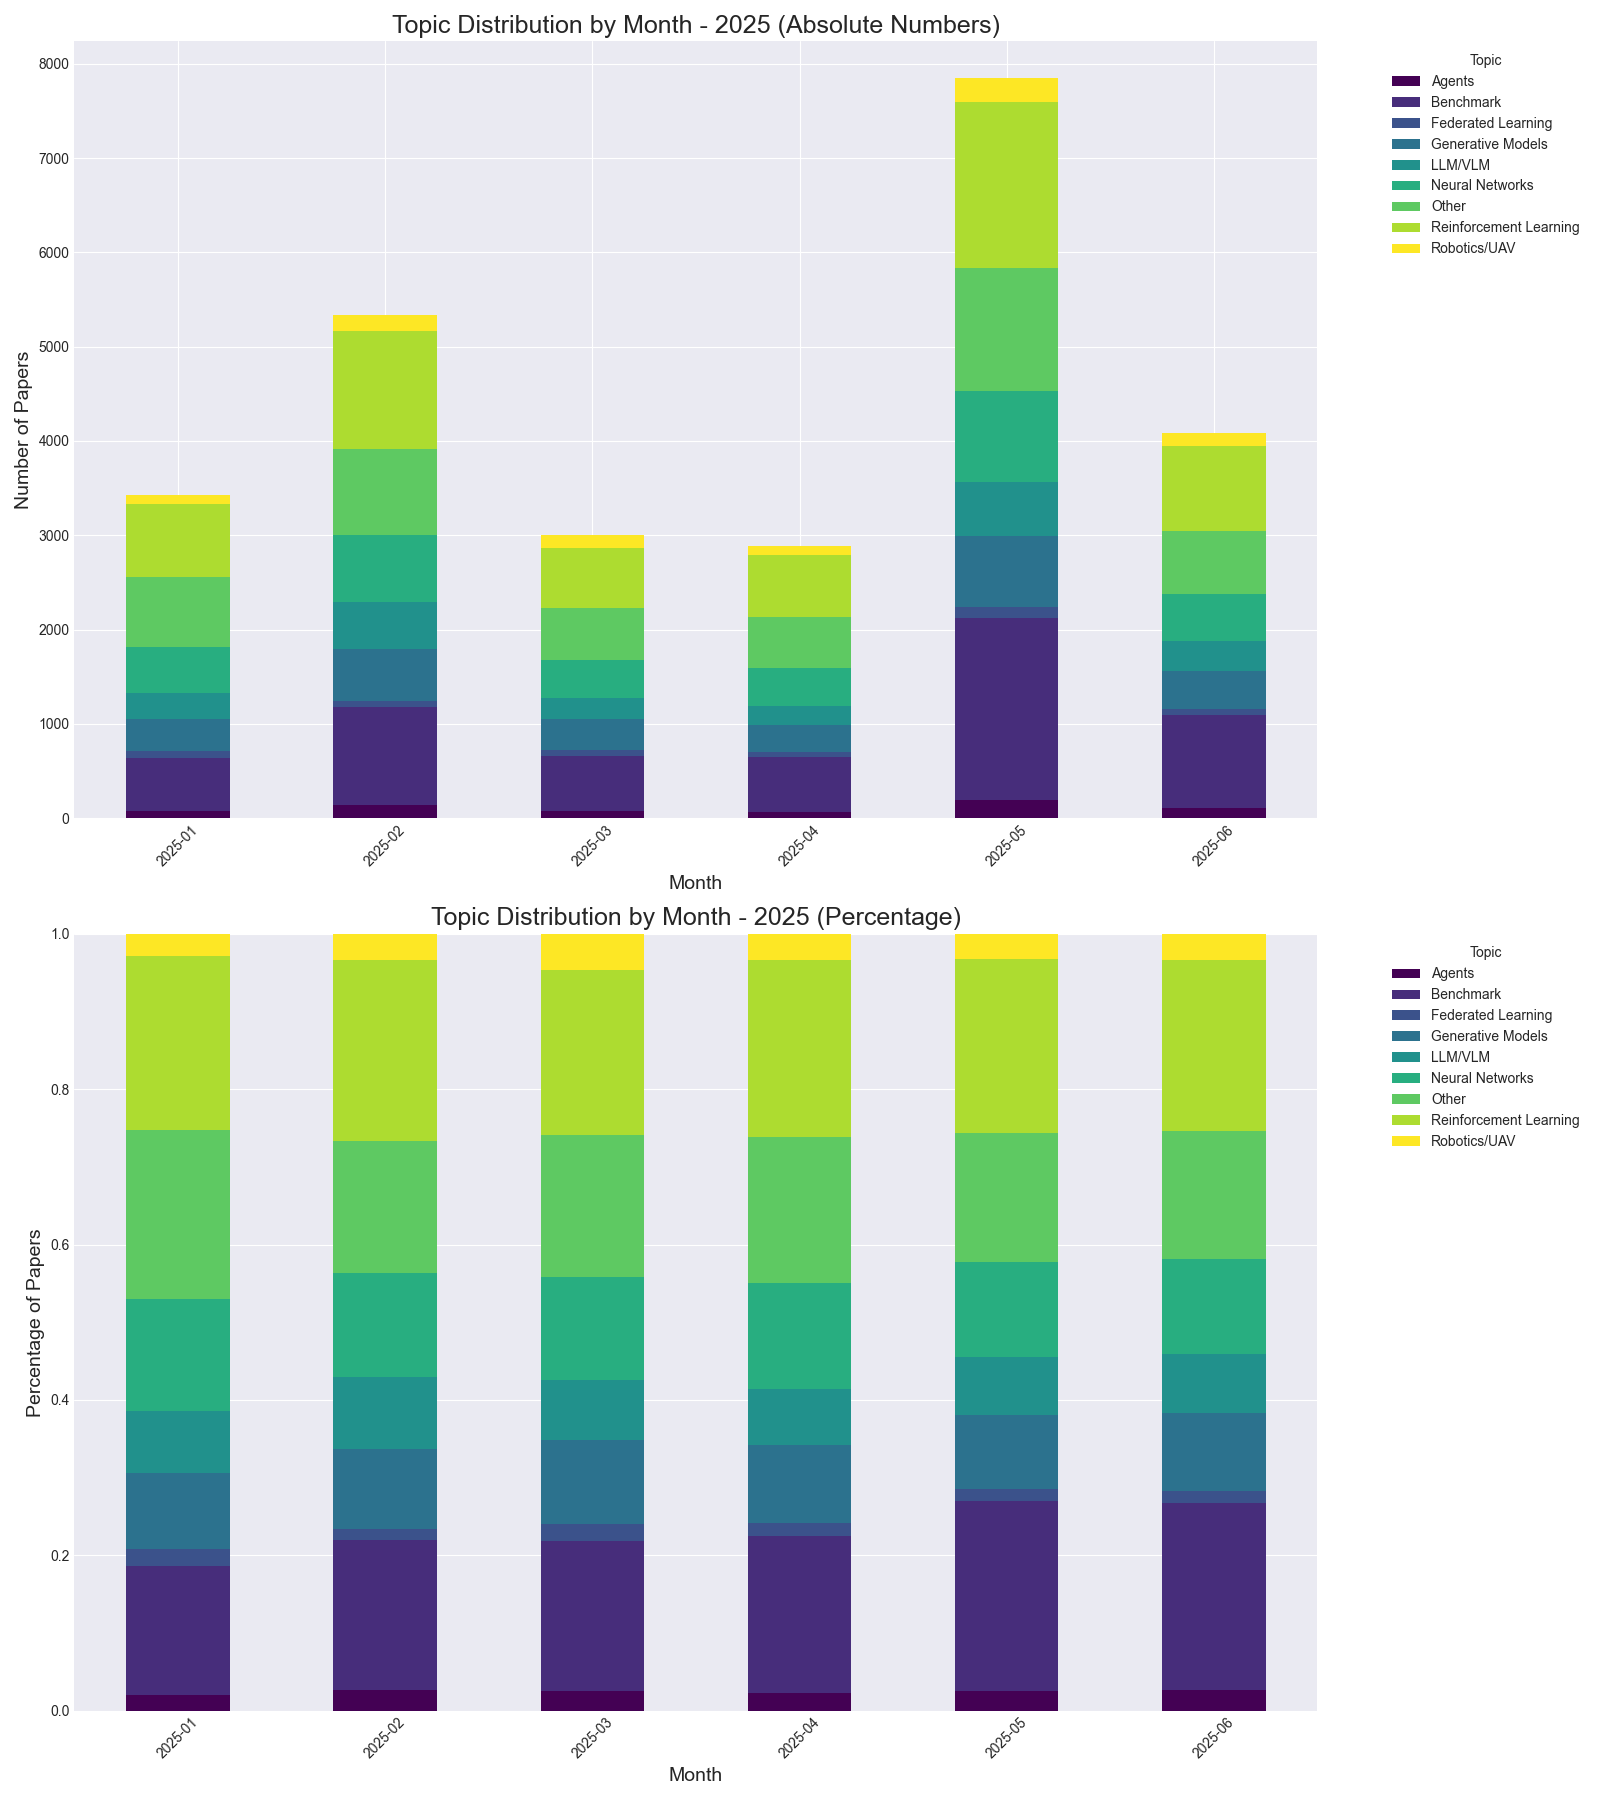 Topic Distribution by Month - 2025 (Absolute Numbers)
Number of Papers
8000
7000
6000
5000
4000
3000
2000
1000
0
2025-01
2025-02
2025-03
2025-04
2025-05
2025-06
Month
Topic
Agents
Benchmark
Federated Learning
Generative Models
LLM/VLM
Neural Networks
Other
Reinforcement Learning
Robotics/UAV
Topic Distribution by Month - 2025 (Percentage)
Percentage of Papers
1.0
0.8
0.6
0.4
0.2
0.0
2025-01
2025-02
2025-03
2025-04
2025-05
2025-06
Month
Topic
Agents
Benchmark
Federated Learning
Generative Models
LLM/VLM
Neural Networks
Other
Reinforcement Learning
Robotics/UAV